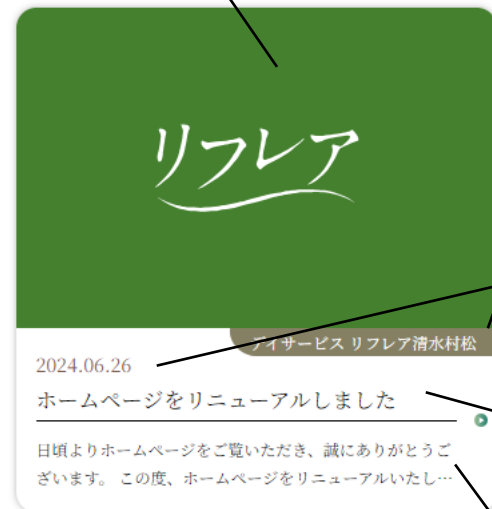 リフレア
デイサービス リフレア清水村松
2024.06.26
ホームページをリニューアルしました
日頃よりホームページをご覧いただき、誠にありがとうご
ざいます。 この度、ホームページをリニューアルいたし…